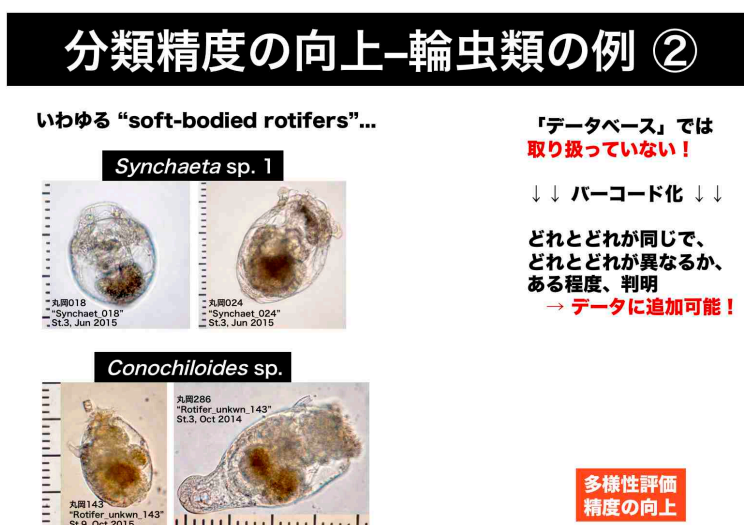 分類精度の向上–輪虫類の例 ②
いわゆる “soft-bodied rotifers”...
Synchaeta sp. 1
丸岡018
“Synchaet_018”
St.3, Jun 2015
丸岡024
“Synchaet_024”
St.3, Jun 2015
Conochiloides sp.
丸岡143
“Rotifer_unkwn_143”
St.9, Oct 2015
丸岡286
“Rotifer_unkwn_143”
St.3, Oct 2014
「データベース」では
取り扱っていない！
↓↓ バーコード化 ↓↓
どれとどれが同じで、
どれとどれが異なるか、
ある程度、判明
→ データに追加可能！
多様性評価
精度の向上